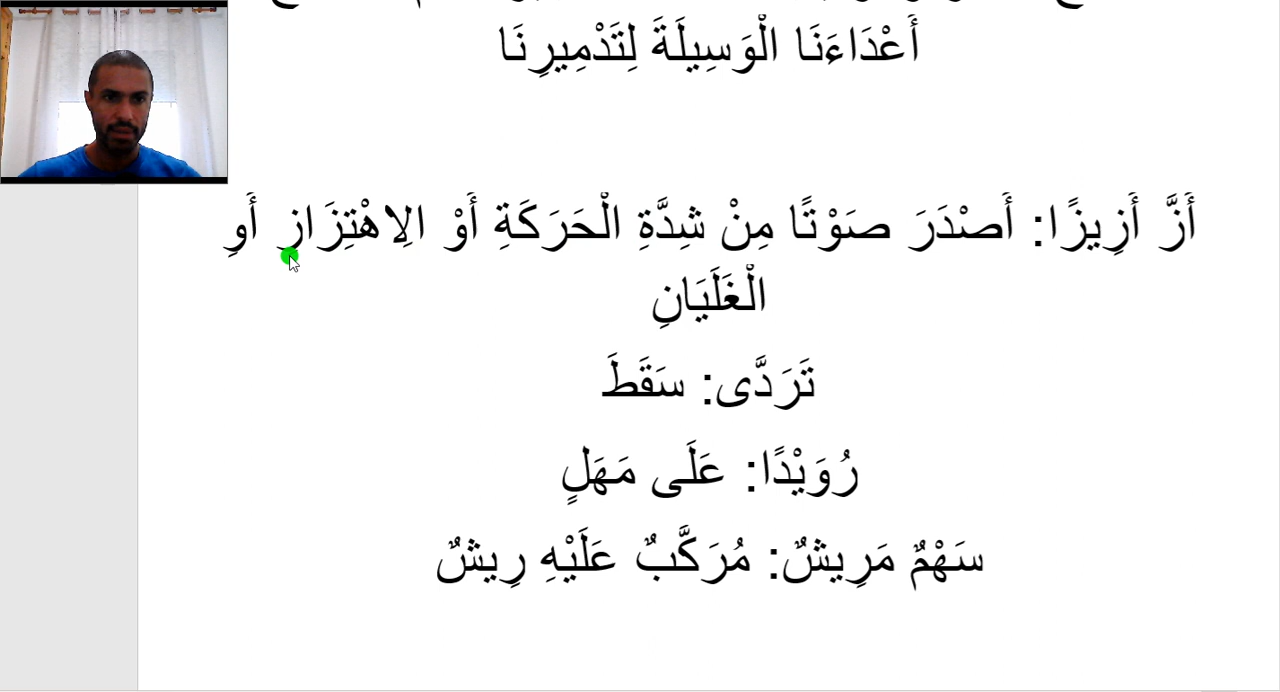 أَعْدَاءَنَا الْوَسِيلَةَ لِتَدْمِيرِنَا
أَزَّ أَزِيزًا: أَصْدَرَ صَوْتًا مِنْ شِدَّةِ الْحَرَكَةِ أَوْ الِاهْتِزَازِ أَوِ
الْغَلَيَانِ
تَرَدَّى: سَقَطَ
رُوَيْدًا: عَلَى مَهَلٍ
سَهْمٌ مَرِيشٌ: مُرَكَّبٌ عَلَيْهِ رِيشٌ